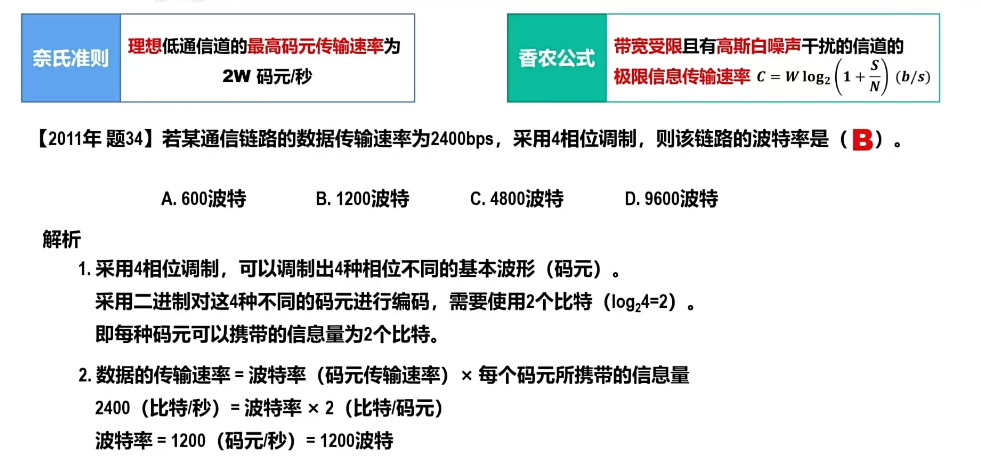 奈氏准则
理想低通信道的最高码元传输速率为
2W 码元/秒
香农公式
带宽受限且有高斯白噪声干扰的信道的
极限信息传输速率 C = W log₂(1+S/N) (b/s)
【2011年 题34】若某通信链路的数据传输速率为2400bps，采用4相位调制，则该链路的波特率是（B）。
A. 600波特 B. 1200波特 C. 4800波特 D. 9600波特
解析
1. 采用4相位调制，可以调制出4种相位不同的基本波形（码元）。
采用二进制对这4种不同的码元进行编码，需要使用2个比特（log₂4=2）。
即每种码元可以携带的信息量为2个比特。
2. 数据的传输速率 = 波特率（码元传输速率）× 每个码元所携带的信息量
2400（比特/秒）= 波特率 × 2（比特/码元）
波特率 = 1200（码元/秒）= 1200波特